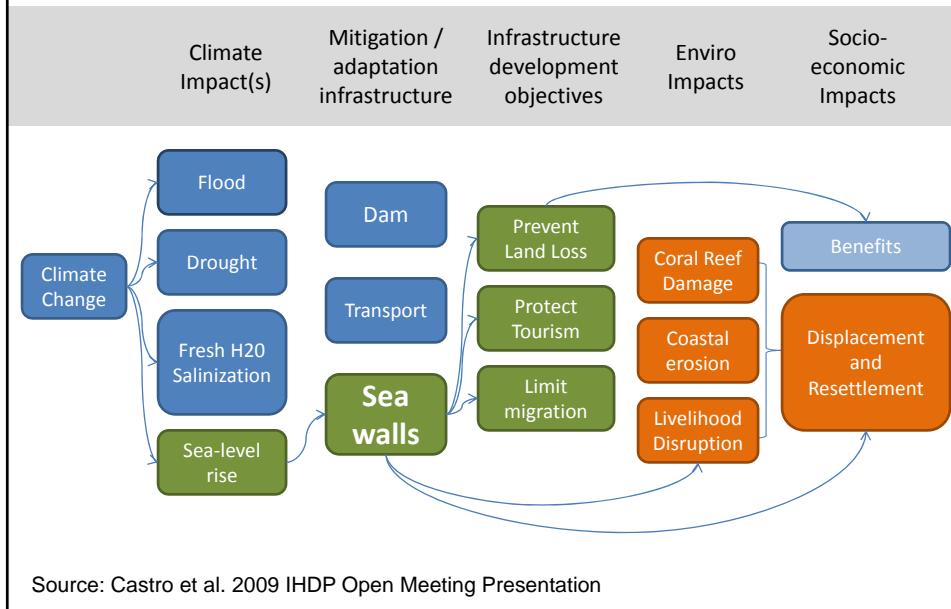 Climate
Impact(s)
Mitigation /
adaptation
infrastructure
Infrastructure
development
objectives
Enviro
Impacts
Socio-
economic
Impacts
Climate
Change
Flood
Drought
Fresh H20
Salinization
Sea-level
rise
Dam
Transport
Sea
walls
Prevent
Land Loss
Protect
Tourism
Limit
migration
Coral Reef
Damage
Coastal
erosion
Livelihood
Disruption
Benefits
Displacement
and
Resettlement
Source: Castro et al. 2009 IHDP Open Meeting Presentation